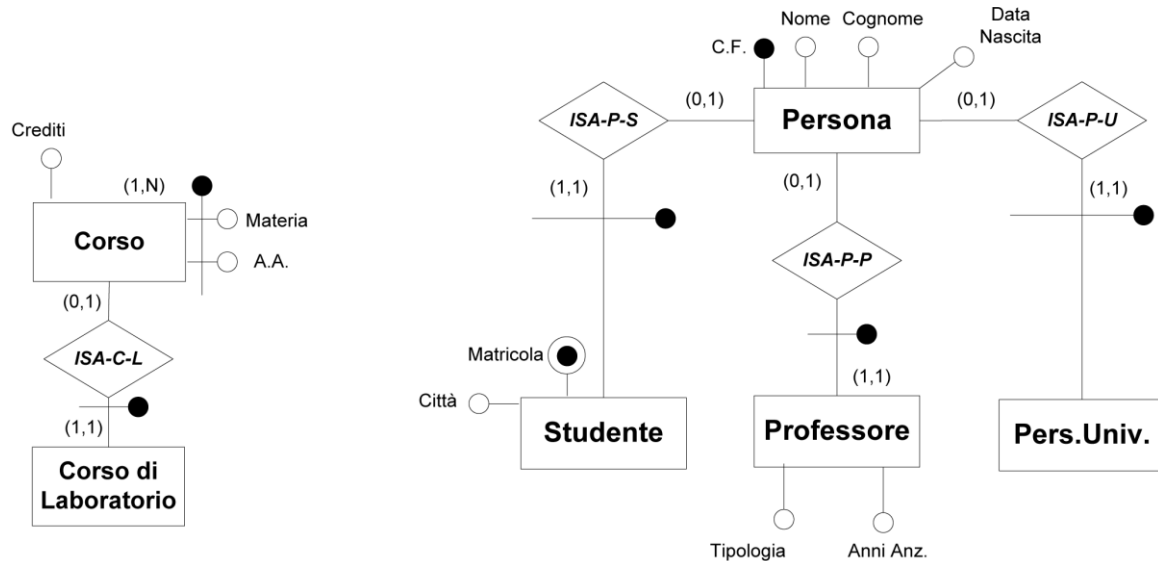 Crediti
(1,N)
Corso
Materia
A.A.
(0,1)
ISA-C-L
(1,1)
Corso di
Laboratorio
Nome
Cognome
Data
Nascita
C.F.
ISA-P-S
(0,1)
Persona
(0,1)
ISA-P-U
(1,1)
(0,1)
(1,1)
ISA-P-P
Matricola
Città
(1,1)
Studente
Professore
Pers.Univ.
Tipologia
Anni Anz.